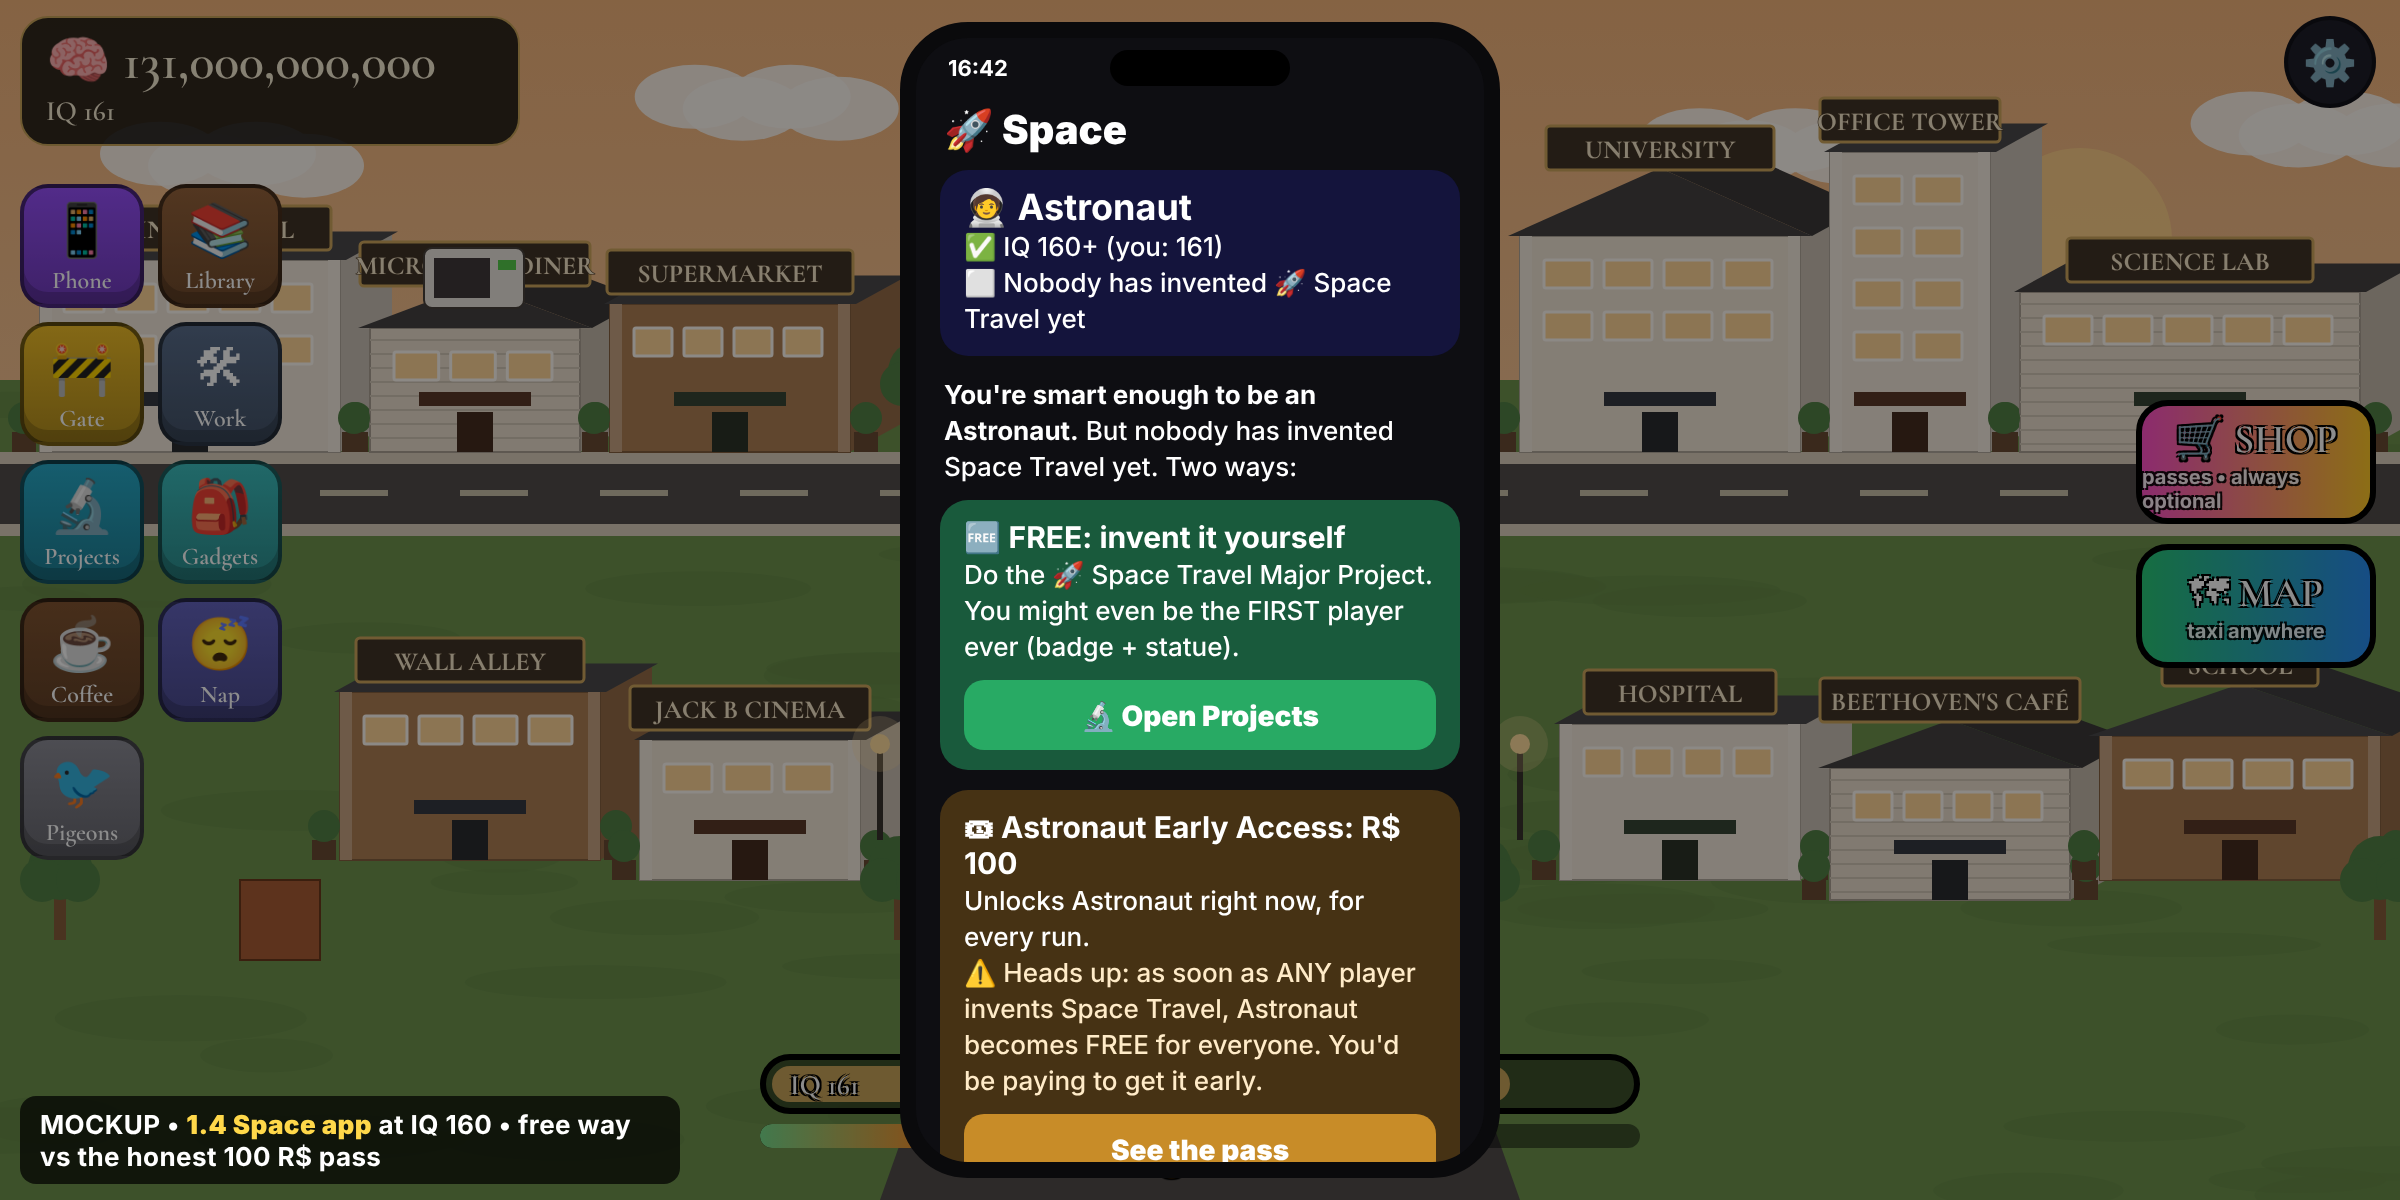 131,000,000,000
IQ 161
Phone
Library
Gate
Work
Projects
Gadgets
Coffee
Nap
Pigeons
SUPERMARKET
DINER
WALL ALLEY
JACK B CINEMA
16:42
🚀 Space
Astronaut
✅ IQ 160+ (you: 161)
Nobody has invented 🚀 Space
Travel yet
You're smart enough to be an
Astronaut. But nobody has invented
Space Travel yet. Two ways:
🆓 FREE: invent it yourself
Do the 🚀 Space Travel Major Project.
You might even be the FIRST player
ever (badge + statue).
🔬 Open Projects
🎟 Astronaut Early Access: R$
100
Unlocks Astronaut right now, for
every run.
⚠️ Heads up: as soon as ANY player
invents Space Travel, Astronaut
becomes FREE for everyone. You'd
be paying to get it early.
See the pass
UNIVERSITY
OFFICE TOWER
SCIENCE LAB
SHOP
passes • always
optional
MAP
taxi anywhere
HOSPITAL
BEETHOVEN'S CAFÉ
SCHOOL
IQ 161
MOCKUP • 1.4 Space app at IQ 160 • free way
vs the honest 100 R$ pass